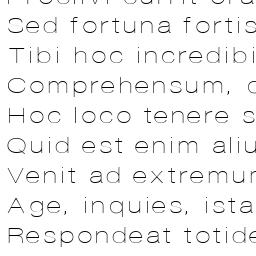 Sed fortuna fortis
Tibi hoc incredibi
Comprehensum,
Hoc loco tenere s
Quid est enim aliu
Venit ad extremur
Age, inquies, ista
Respondeat totide